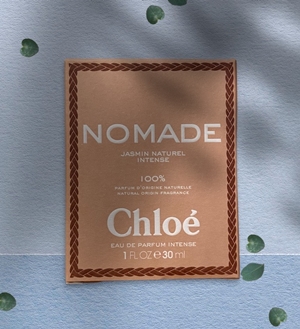 NOMADE
JASMIN NATUREL
INTENSE
100%
PARFUM D'ORIGINE NATURELLE
NATURAL ORIGIN FRAGRANCE
Chloé
EAU DE PARFUM INTENSE
1 FL OZ e 30 ml